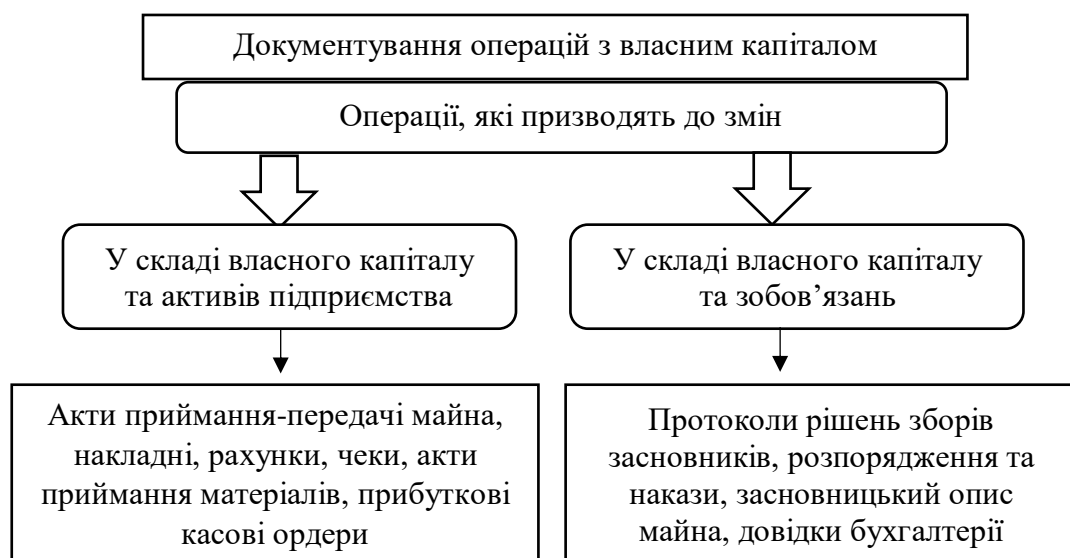 Документування операцій з власним капіталом
Операції, які призводять до змін
У складі власного капіталу
та активів підприємства
У складі власного капіталу
та зобов’язань
Акти приймання-передачі майна,
накладні, рахунки, чеки, акти
приймання матеріалів, прибуткові
касові ордери
Протоколи рішень зборів
засновників, розпорядження та
накази, засновницький опис
майна, довідки бухгалтерії